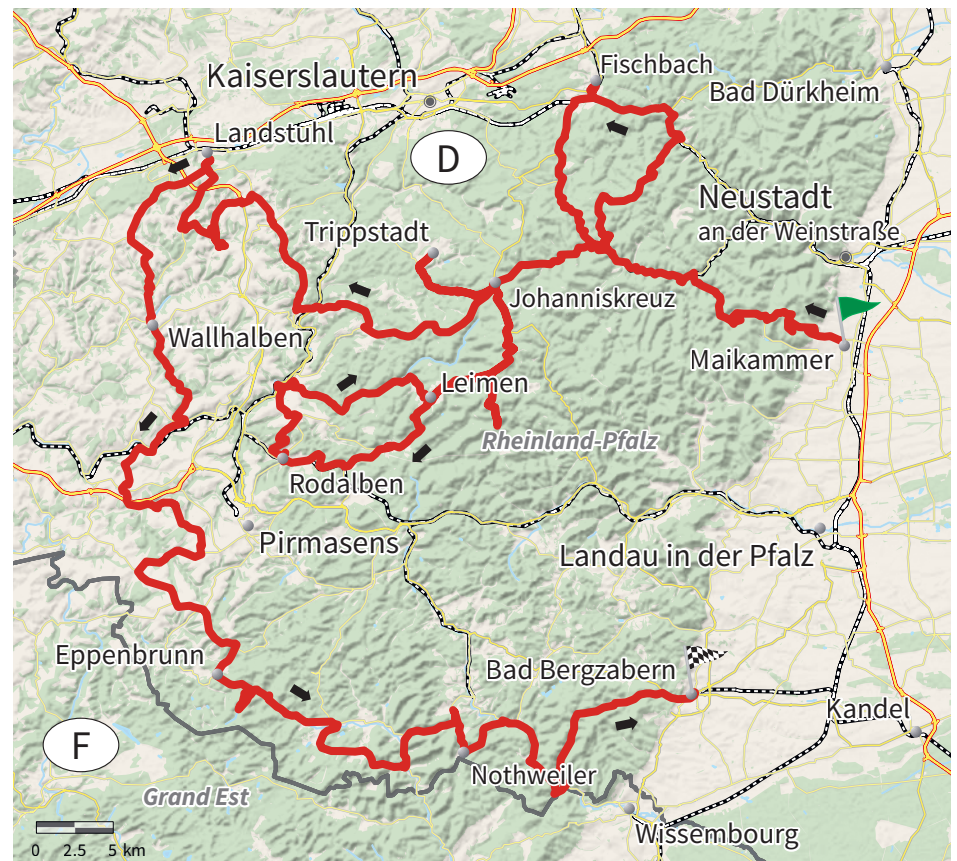 Fischbach
Kaiserslautern
Bad Dürkheim
Landstuhl
D
Neustadt
an der Weinstraße
Trippstadt
Johanniskreuz
Wallhalben
Maikammer
Leimen
Rheinland-Pfalz
Rodalben
Pirmasens
Landau in der Pfalz
Eppenbrunn
Bad Bergzabern
Kandel
F
Nothweiler
Grand Est
Wissembourg
0 2.5 5 km